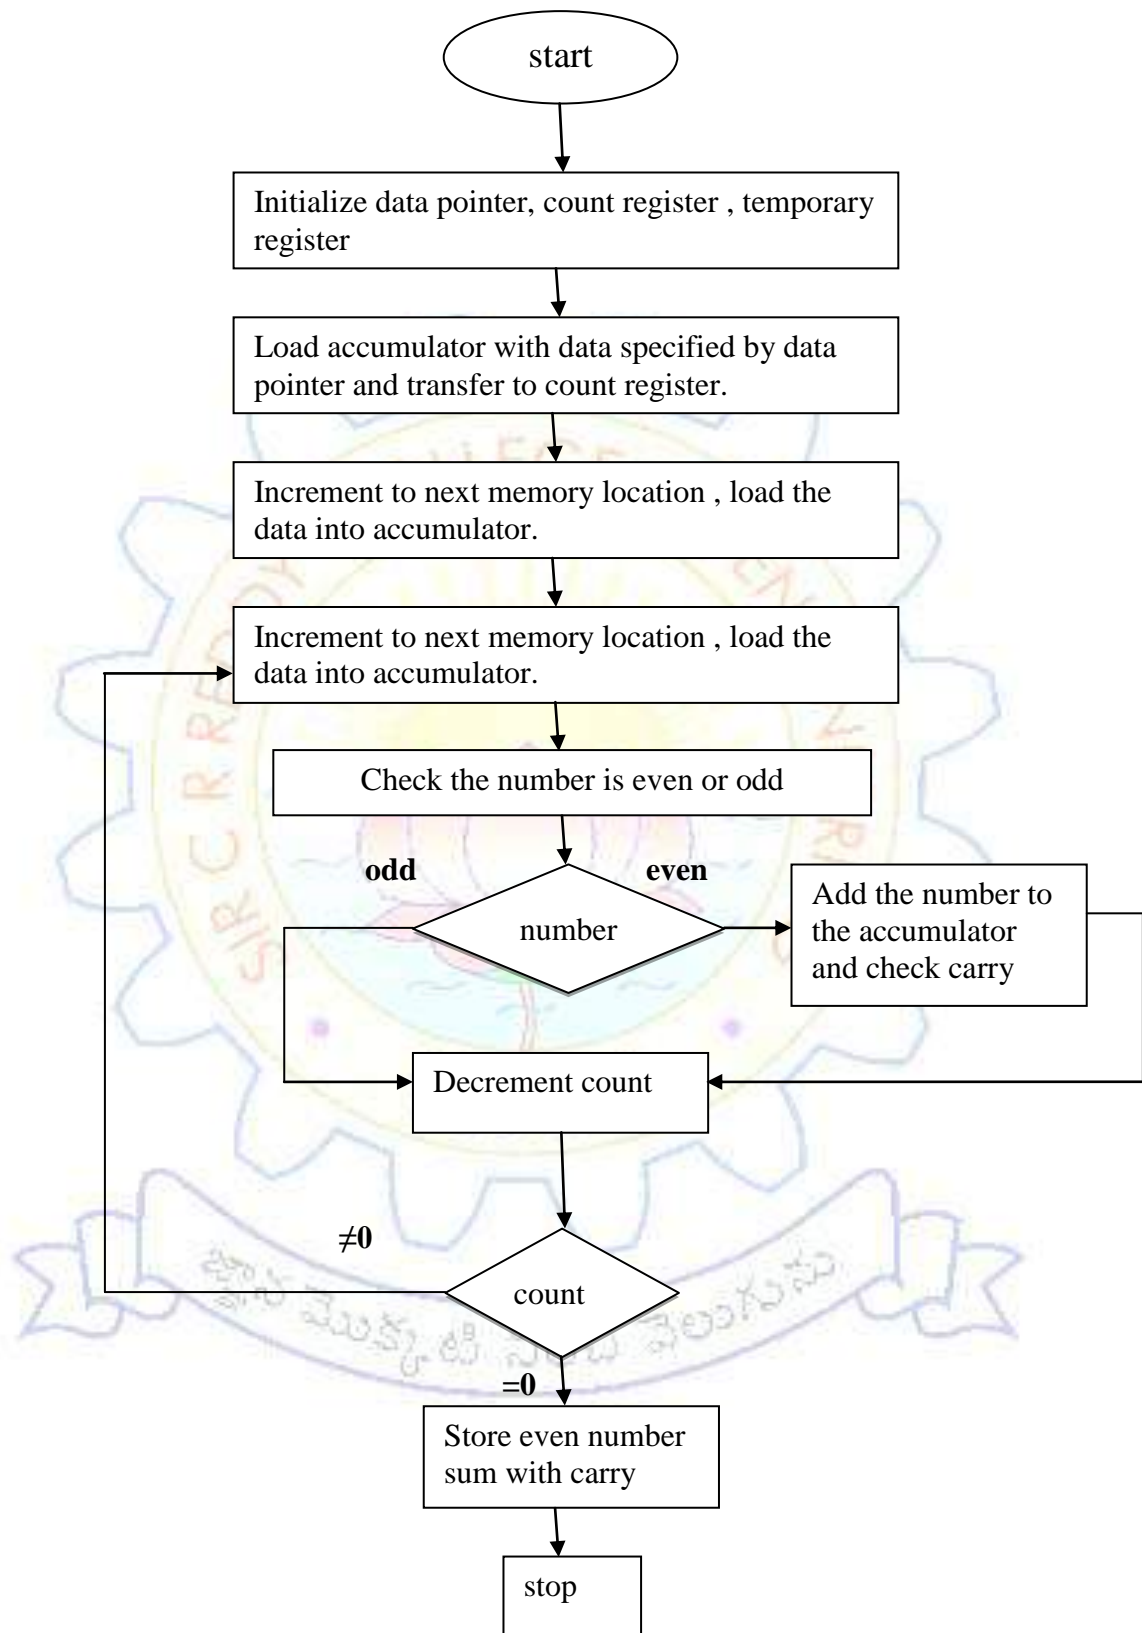 start
Initialize data pointer, count register , temporary
register
Load accumulator with data specified by data
pointer and transfer to count register.
Increment to next memory location , load the
data into accumulator.
Increment to next memory location , load the
data into accumulator.
Check the number is even or odd
odd
even
number
Add the number to
the accumulator
and check carry
Decrement count
≠0
count
=0
Store even number
sum with carry
stop
SIR C R REDDY